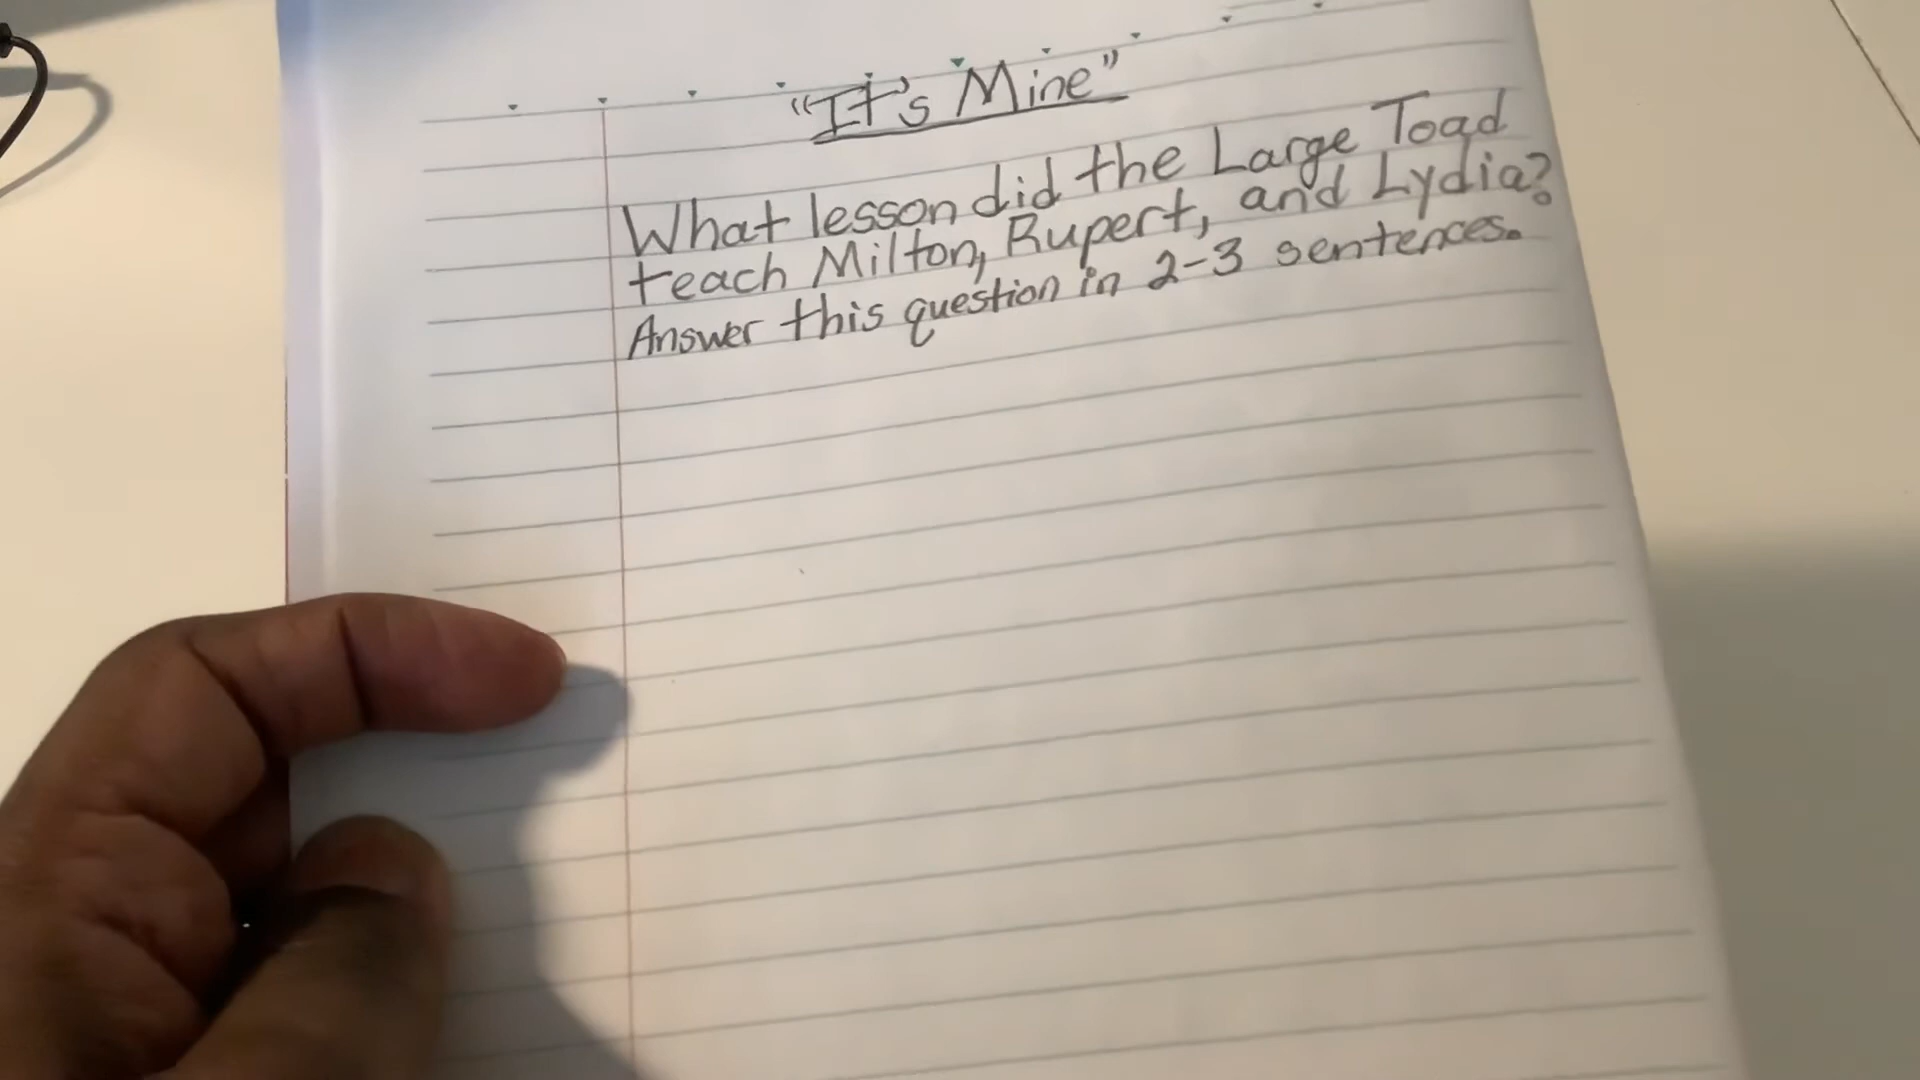 "It's Mine"
What lesson did the Large Toad
teach Milton, Rupert, and Lydia?
Answer this question in 2-3 sentences.